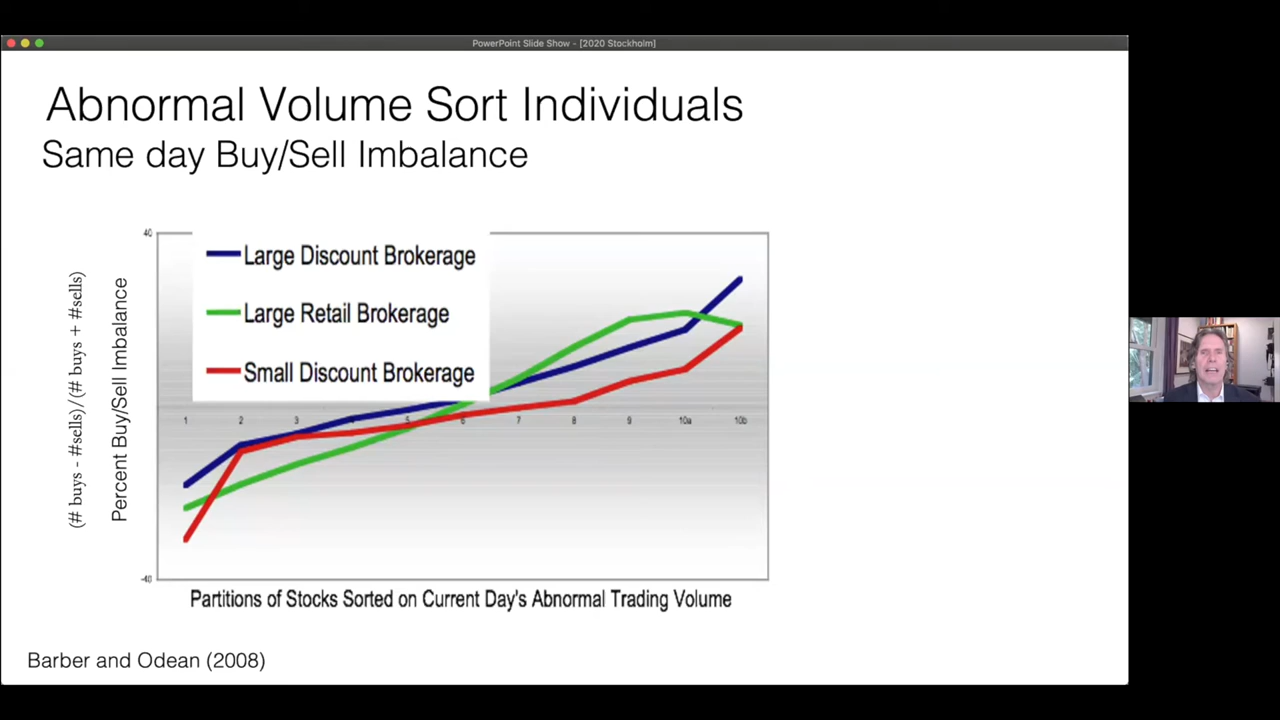 PowerPoint Slide Show - [2020 Stockholm]
Abnormal Volume Sort Individuals
Same day Buy/Sell Imbalance
(# buys - #sells)/(# buys + #sells)
Percent Buy/Sell Imbalance
40
Large Discount Brokerage
Large Retail Brokerage
Small Discount Brokerage
1 2 3 4 5 6 7 8 9 10a 10b
-40
Partitions of Stocks Sorted on Current Day's Abnormal Trading Volume
Barber and Odean (2008)